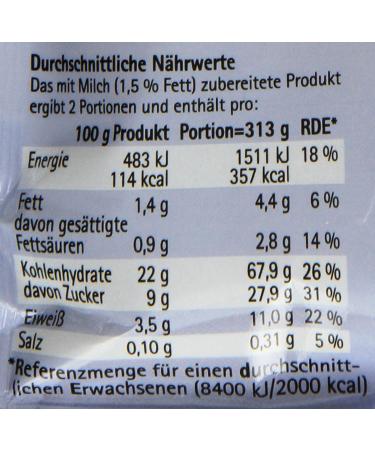 Durchschnittliche Nährwerte
Das mit Milch (1,5 % Fett) zubereitete Produkt
ergibt 2 Portionen und enthält pro:
100 g Produkt Portion=313 g RDE*
Energie 483 kJ 1511 kJ 18 %
114 kcal 357 kcal
Fett 1,4 g 4,4 g 6 %
davon gesättigte
Fettsäuren 0,9 g 2,8 g 14 %
Kohlenhydrate 22 g 67,9 g 26 %
davon Zucker 9 g 27,9 g 31 %
Eiweiß 3,5 g 11,0 g 22 %
Salz 0,10 g 0,31 g 5 %
*Referenzmenge für einen durchschnitt-
lichen Erwachsenen (8400 kJ/2000 kcal)